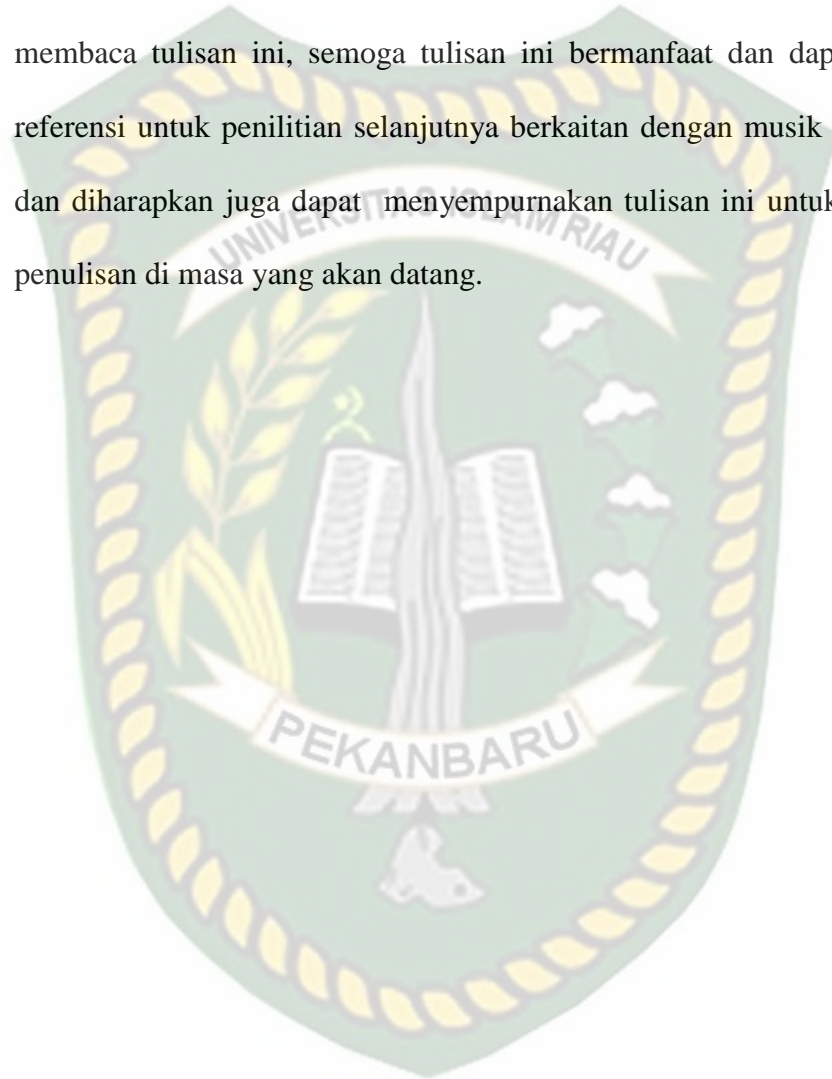 membaca tulisan ini, semoga tulisan ini bermanfaat dan dap
referensi untuk penilitian selanjutnya berkaitan dengan musik
dan diharapkan juga dapat menyempurnakan tulisan ini untuk
penulisan di masa yang akan datang.
UNIVERSITAS ISLAM RIAU
PEKANBARU